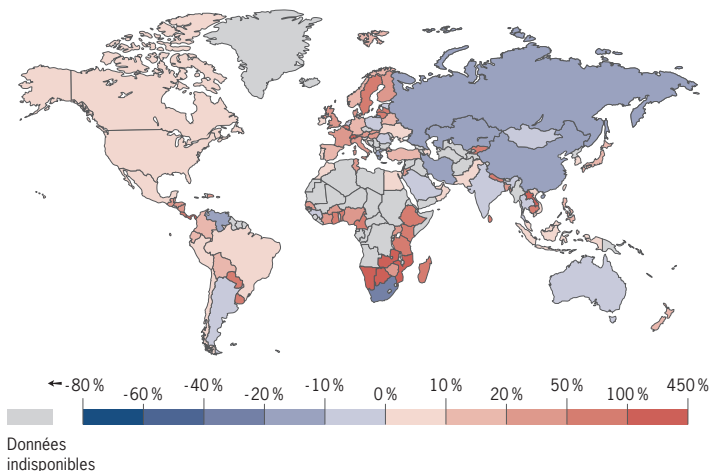 -80 % -40 % -10 % 10 % 50 % 450%
-60 % -20 % 0 % 20 % 100 %
Données
indisponibles